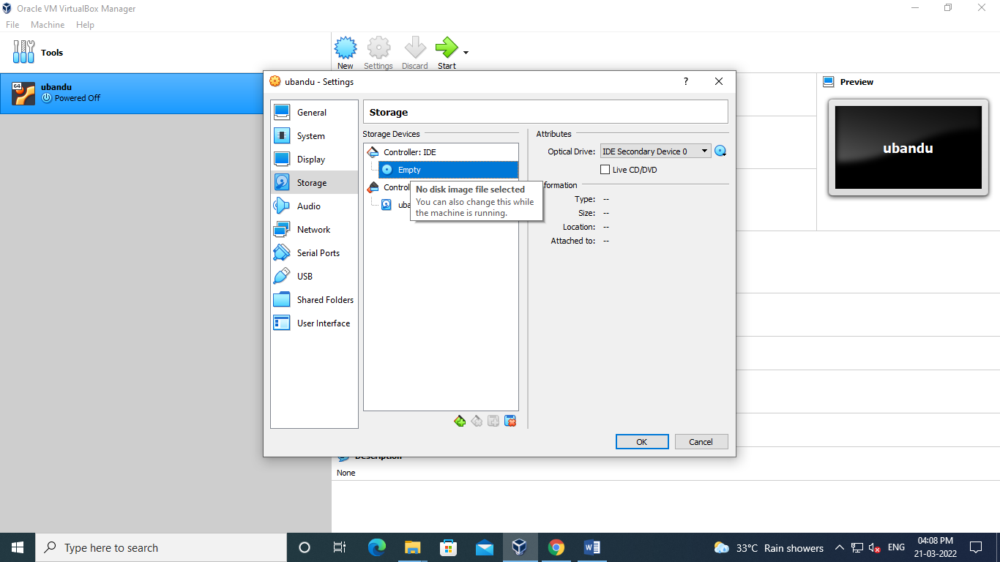 Oracle VM VirtualBox Manager
File Machine Help
Tools
New Settings Discard Start
64
ubandu
Powered Off
ubandu - Settings
?
General
System
Display
Storage
Audio
Network
Serial Ports
USB
Shared Folders
User Interface
Storage
Storage Devices
Controller: IDE
Empty
No disk image file selected
You can also change this while
the machine is running.
Attributes
Optical Drive: IDE Secondary Device 0
Live CD/DVD
Type: --
Size: --
Location: --
Attached to: --
OK Cancel
Preview
ubandu
Description
None
Type here to search
33°C Rain showers
ENG
04:08 PM
21-03-2022